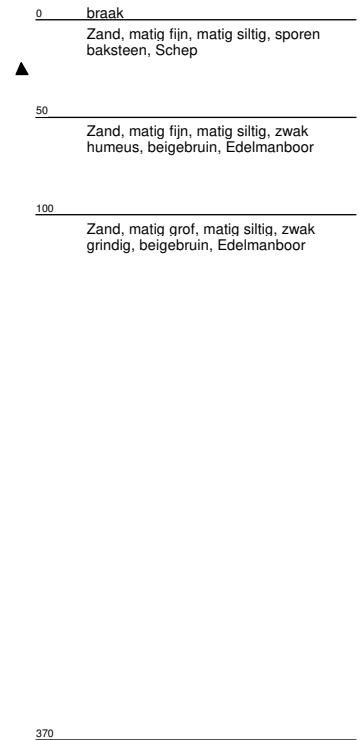 0 braak
Zand, matig fijn, matig siltig, sporen
baksteen, Schep
50
Zand, matig fijn, matig siltig, zwak
humeus, beigebruin, Edelmanboor
100
Zand, matig grof, matig siltig, zwak
grindig, beigebruin, Edelmanboor
370